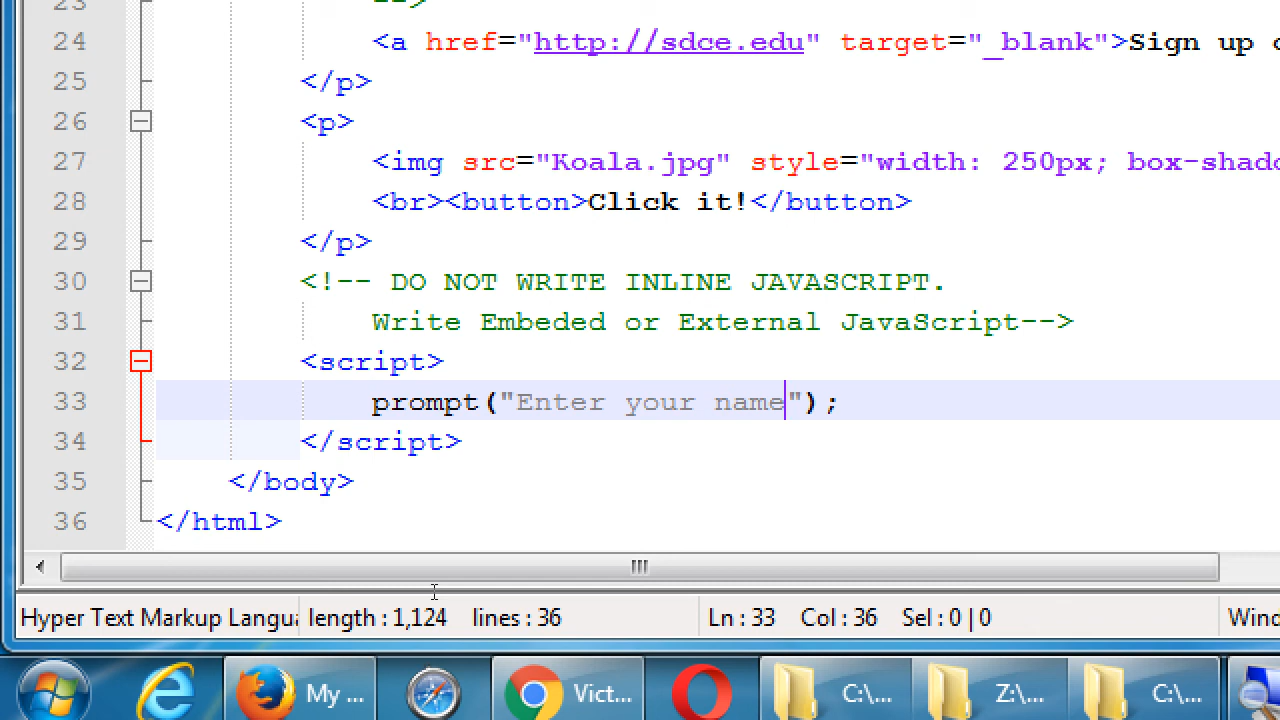 23 -->
24 <a href="http://sdce.edu" target="_blank">Sign up
25 </p>
26 <p>
27 <img src="Koala.jpg" style="width: 250px; box-shado
28 <br><button>Click it!</button>
29 </p>
30 <!-- DO NOT WRITE INLINE JAVASCRIPT.
31 Write Embeded or External JavaScript-->
32 <script>
33 prompt("Enter your name");
34 </script>
35 </body>
36 </html>
Hyper Text Markup Langu length : 1,124 lines : 36 Ln : 33 Col : 36 Sel : 0 | 0 Wind
My ... Vict... C:\... Z:\... C:\...